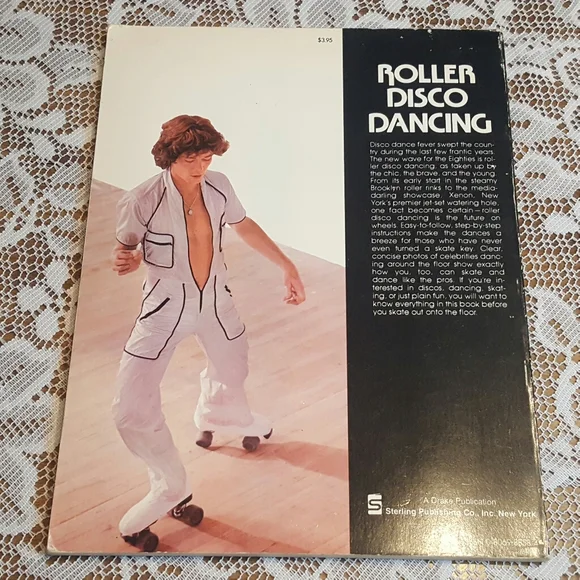 $3.95
ROLLER
DISCO
DANCING
Disco dance fever swept the coun-
try during the last few frantic years.
The new wave for the Eighties is rol-
ler disco dancing, as taken up by
the chic, the brave, and the young.
From its early start in the steamy
Brooklyn roller rinks to the media-
darling showcase, Xenon, New
York's premier jet-set watering hole,
one fact becomes certain—roller
disco dancing is the future on
wheels. Easy-to-follow, step-by-step
instructions make the dances a
breeze for those who have never
even turned a skate key. Clear,
concise photos of celebrities danc-
ing around the floor show exactly
how you, too, can skate and
dance like the pros. If you're in-
terested in discos, dancing, skat-
ing, or just plain fun, you will want to
know everything in this book before
you skate out onto the floor.
S
A Drake Publication
Sterling Publishing Co., Inc. New York